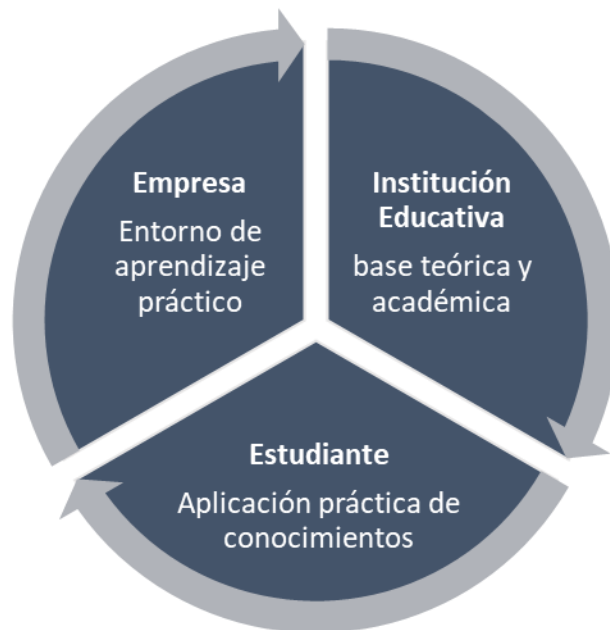 Empresa
Entorno de
aprendizaje
práctico
Institución
Educativa
base teórica y
académica
Estudiante
Aplicación práctica de
conocimientos